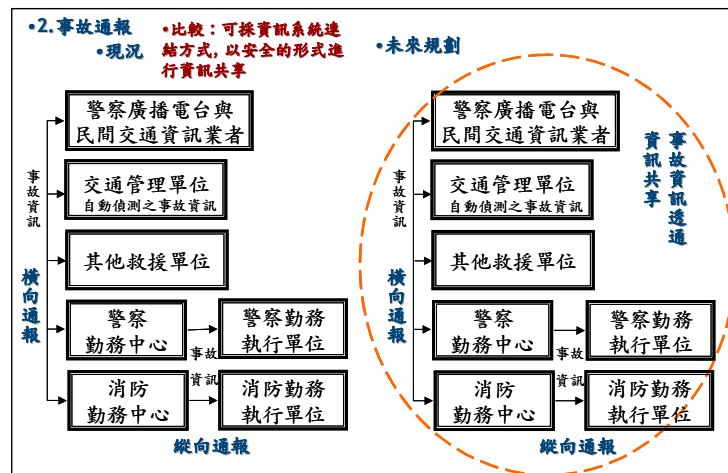 •2.事故通報
•現況
•比較：可採資訊系統連
結方式,以安全的形式進
行資訊共享
警察廣播電台與
民間交通資訊業者
交通管理單位
自動偵測之事故資訊
其他救援單位
警察
勤務中心
警察勤務
執行單位
消防
勤務中心
消防勤務
執行單位
事故資訊
橫向通報
事故
資訊
縱向通報
•未來規劃
警察廣播電台與
民間交通資訊業者
交通管理單位
自動偵測之事故資訊
其他救援單位
警察
勤務中心
警察勤務
執行單位
消防
勤務中心
消防勤務
執行單位
事故資訊
橫向通報
事故
資訊
縱向通報
事故資訊透通
資訊共享